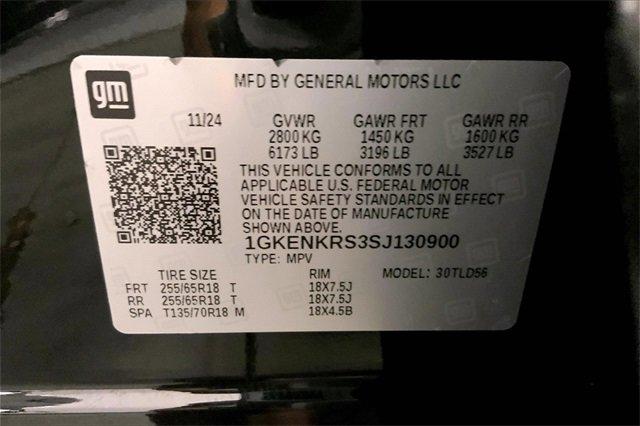 gm
MFD BY GENERAL MOTORS LLC
11/24 GVWR GAWR FRT GAWR RR
2800 KG 1450 KG 1600 KG
6173 LB 3196 LB 3527 LB
THIS VEHICLE CONFORMS TO ALL
APPLICABLE U.S. FEDERAL MOTOR
VEHICLE SAFETY STANDARDS IN EFFECT
ON THE DATE OF MANUFACTURE
SHOWN ABOVE.
1GKENKRS3SJ130900
TYPE: MPV
TIRE SIZE RIM MODEL: 30TLD56
FRT 255/65R18 T 18X7.5J
RR 255/65R18 T 18X7.5J
SPA T135/70R18 M 18X4.5B